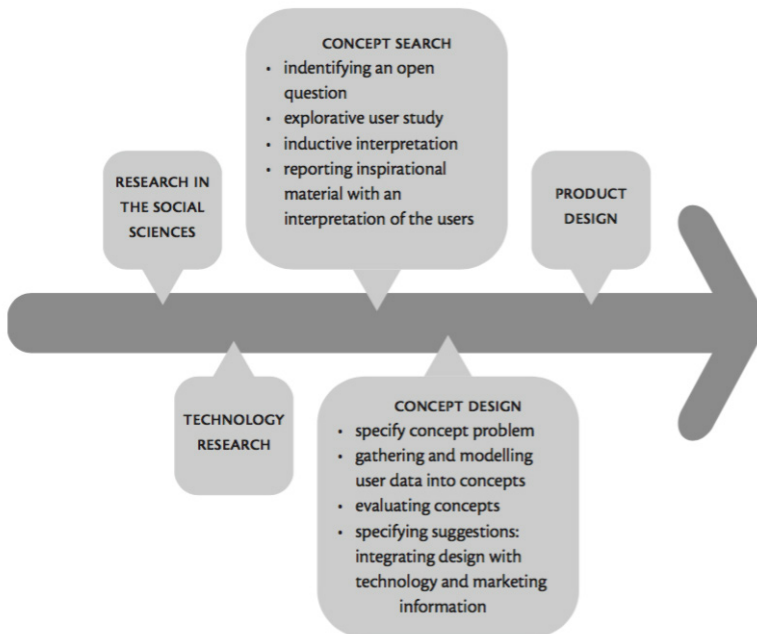 CONCEPT SEARCH
• indentifying an open
question
• explorative user study
• inductive interpretation
• reporting inspirational
material with an
interpretation of the users
RESEARCH IN
THE SOCIAL
SCIENCES
PRODUCT
DESIGN
TECHNOLOGY
RESEARCH
CONCEPT DESIGN
• specify concept problem
• gathering and modelling
user data into concepts
• evaluating concepts
• specifying suggestions:
integrating design with
technology and marketing
information